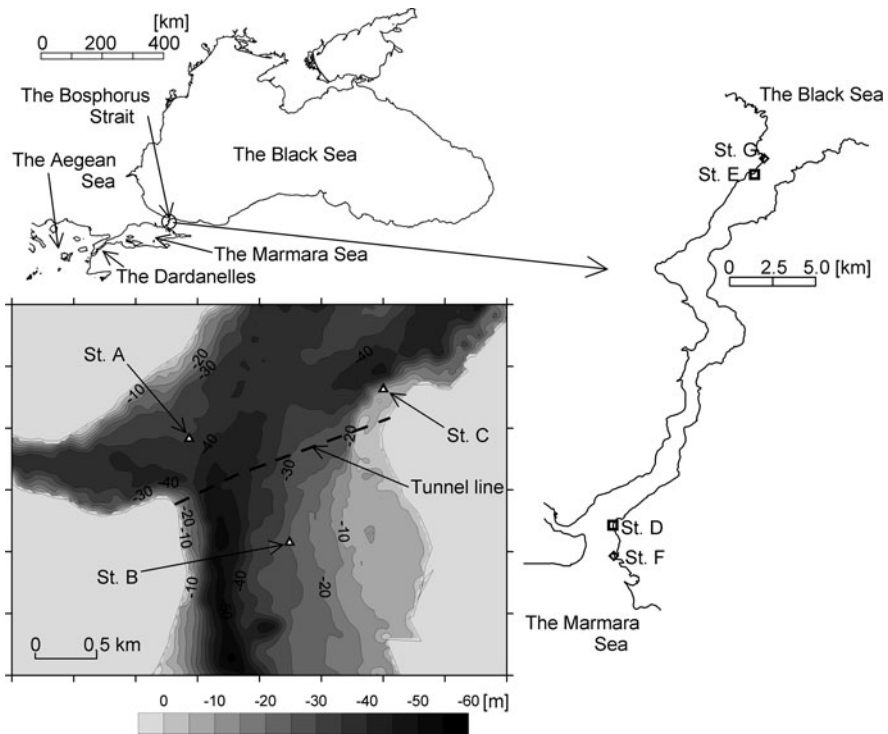 [km]
0 200 400
The Bosphorus
Strait
The Aegean
Sea
The Black Sea
The Marmara Sea
The Dardanelles
The Black Sea
St. G
St. E
0 2.5 5.0 [km]
St. D
St. F
The Marmara
Sea
St. A
-20
-30
-10
-40
St. C
-40
-20
-30
-40
-30
Tunnel line
-20
-10
-10
St. B
-10
-40
-20
0 0.5 km
0 -10 -20 -30 -40 -50 -60 [m]